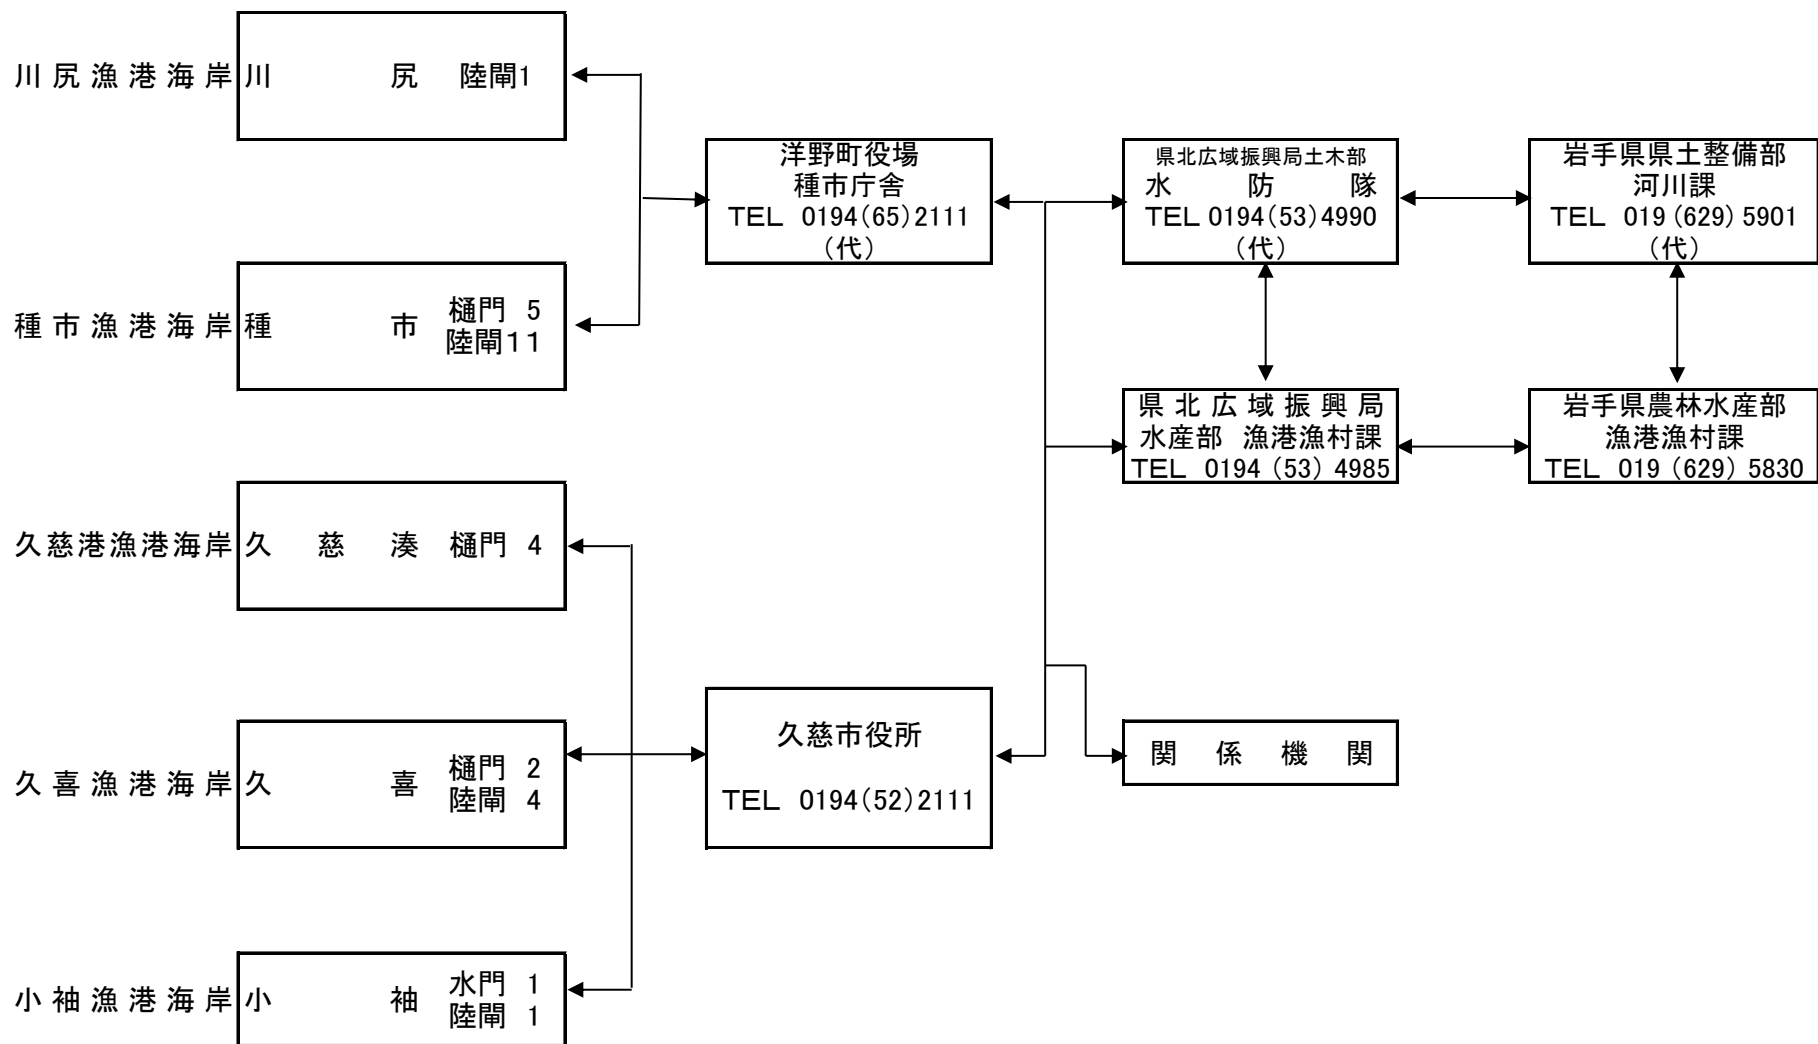 川尻漁港海岸
川 尻 陸閘1
洋野町役場
種市庁舎
TEL 0194(65)2111
(代)
県北広域振興局土木部
水 防 隊
TEL 0194(53)4990
(代)
岩手県県土整備部
河川課
TEL 019(629)5901
(代)
種市漁港海岸
種 市 樋門 5
陸閘11
県北広域振興局
水産部 漁港漁村課
TEL 0194(53)4985
岩手県農林水産部
漁港漁村課
TEL 019(629)5830
久慈港漁港海岸
久 慈 湊 樋門 4
久喜漁港海岸
久 喜 樋門 2
陸閘 4
久慈市役所
TEL 0194(52)2111
関 係 機 関
小袖漁港海岸
小 袖 水門 1
陸閘 1